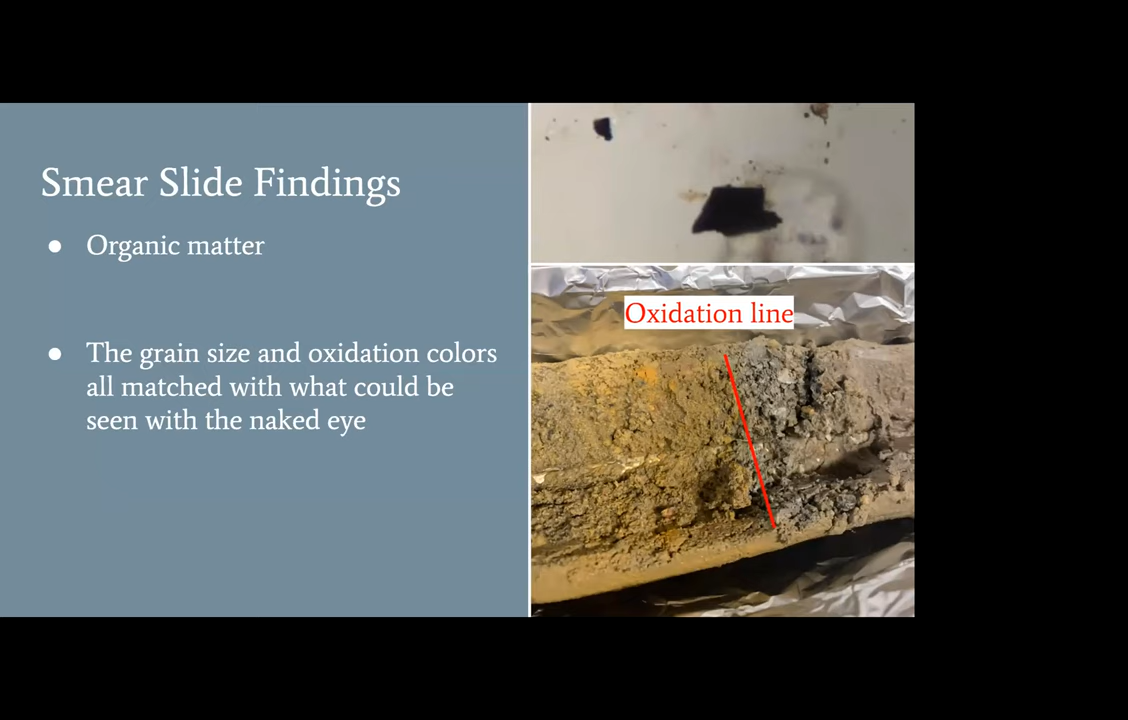 Smear Slide Findings
● Organic matter
● The grain size and oxidation colors
all matched with what could be
seen with the naked eye
Oxidation line